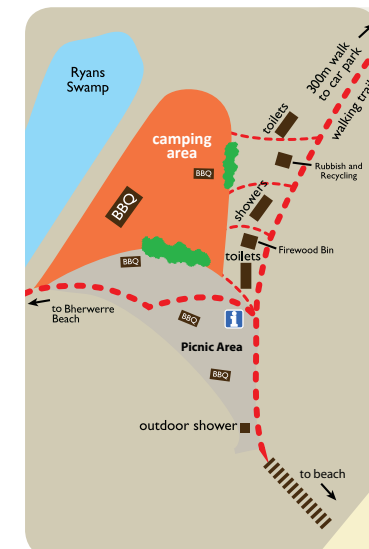 Ryans
Swamp
300m walk
to car park
walking trail
toilets
camping
area
BBQ
Rubbish and
Recycling
showers
BBQ
Firewood Bin
toilets
BBQ
to Bherwerre
Beach
BBQ
i
Picnic Area
BBQ
outdoor shower
to beach